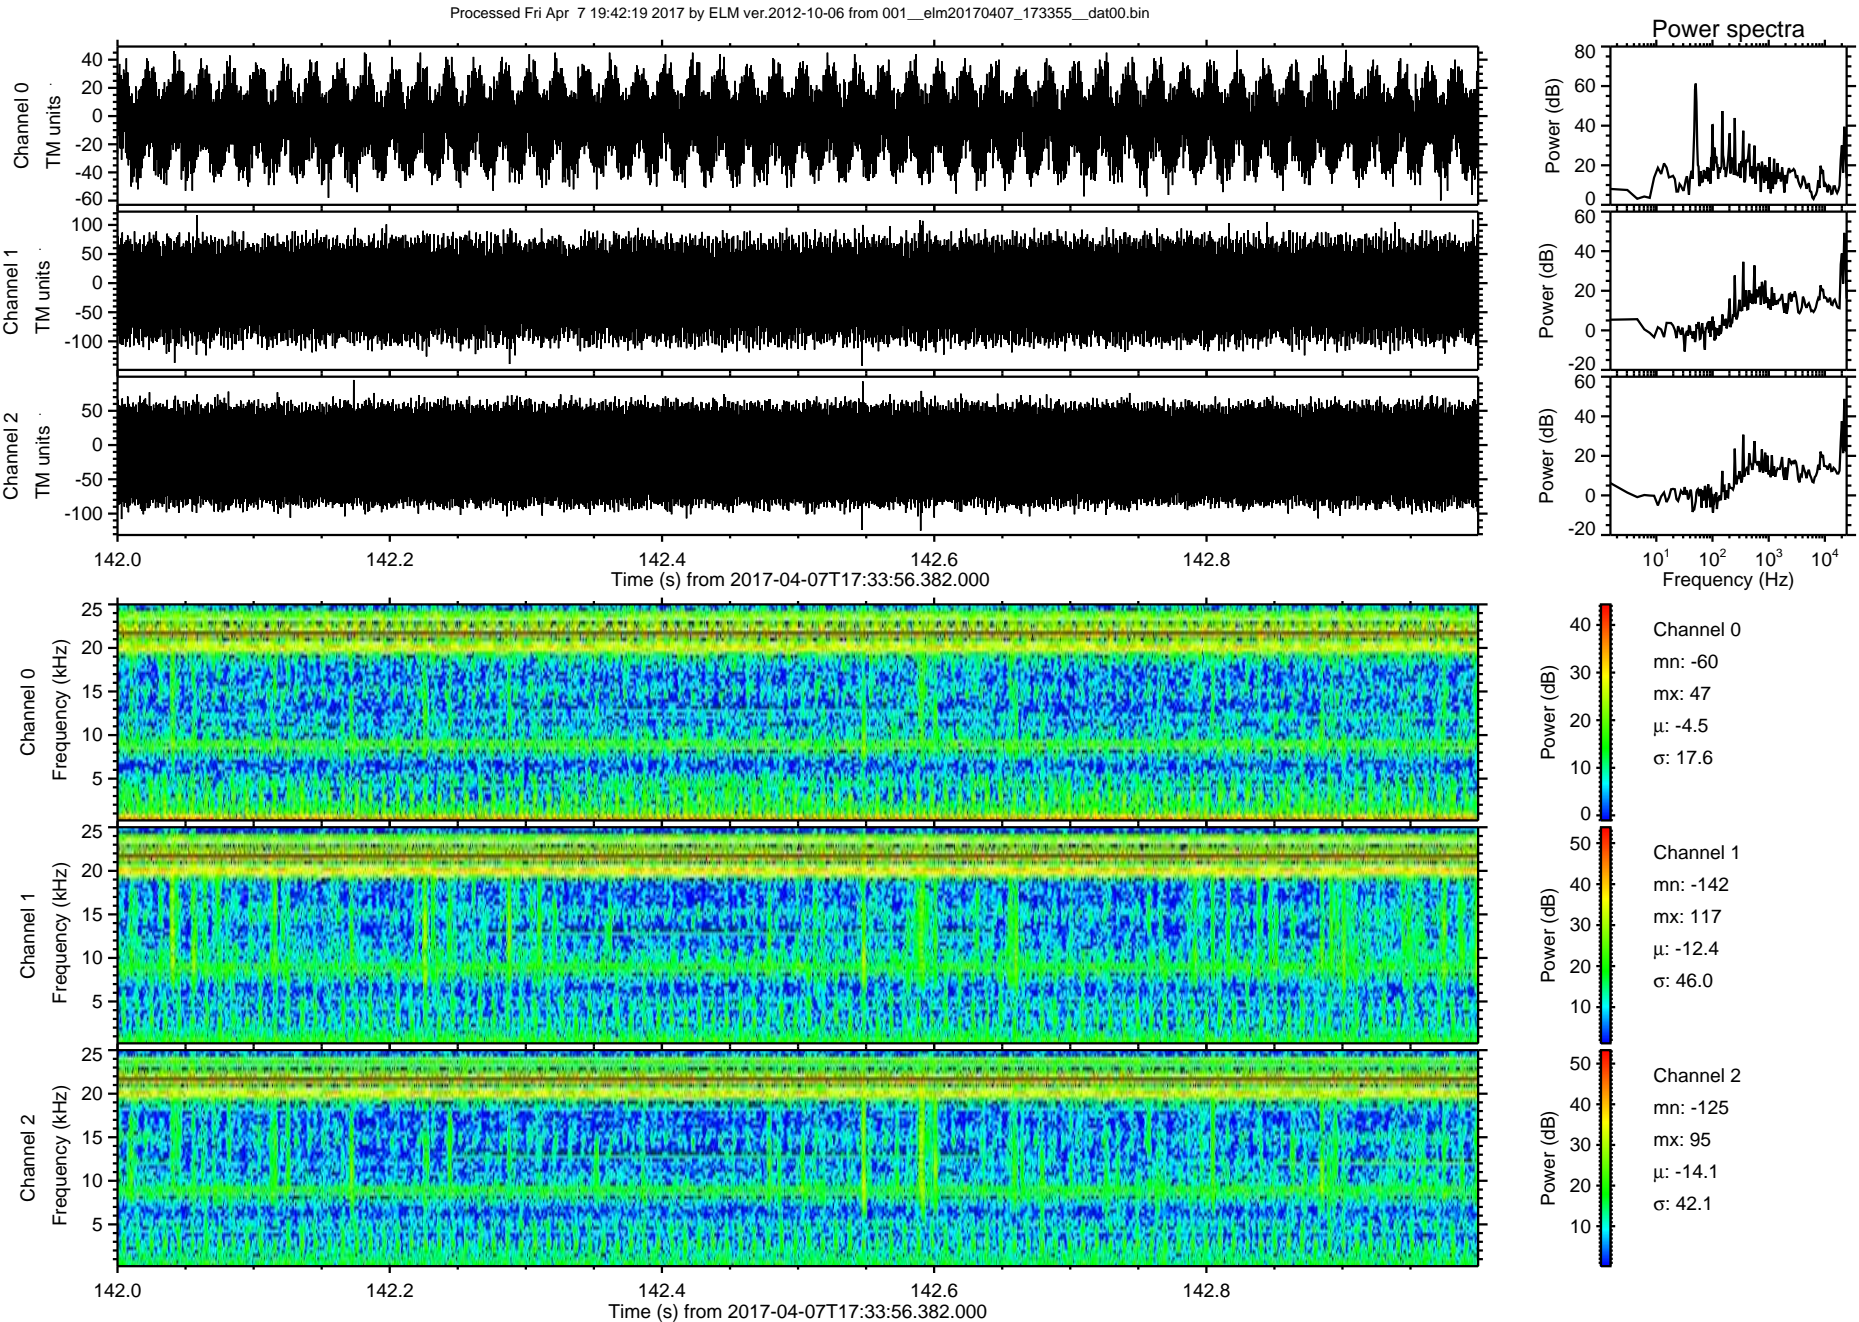 Processed Fri Apr 7 19:42:19 2017 by ELM ver.2012-10-06 from 001__elm20170407_173355__dat00.bin
Power spectra
Channel 0
TM units
40
20
0
-20
-40
-60
Power (dB)
80
60
40
20
0
Channel 1
TM units
100
50
0
-50
-100
Power (dB)
60
40
20
0
-20
Channel 2
TM units
50
0
-50
-100
Power (dB)
60
40
20
0
-20
142.0 142.2 142.4 142.6 142.8
Time (s) from 2017-04-07T17:33:56.382.000
10^1 10^2 10^3 10^4
Frequency (Hz)
Channel 0
Frequency (kHz)
25
20
15
10
5
Power (dB)
40
30
20
10
0
Channel 0
mn: -60
mx: 47
μ: -4.5
σ: 17.6
Channel 1
Frequency (kHz)
25
20
15
10
5
Power (dB)
50
40
30
20
10
Channel 1
mn: -142
mx: 117
μ: -12.4
σ: 46.0
Channel 2
Frequency (kHz)
25
20
15
10
5
Power (dB)
50
40
30
20
10
Channel 2
mn: -125
mx: 95
μ: -14.1
σ: 42.1
142.0 142.2 142.4 142.6 142.8
Time (s) from 2017-04-07T17:33:56.382.000